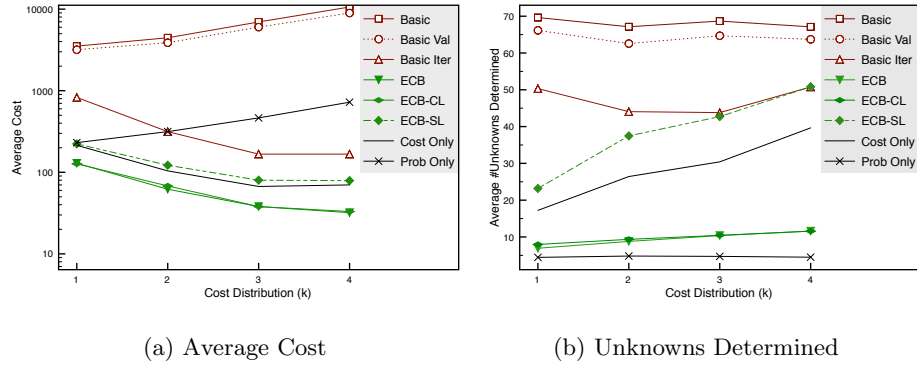 10000
1000
100
10
Average Cost
1 2 3 4
Cost Distribution (k)
Basic
Basic Val
Basic Iter
ECB
ECB-CL
ECB-SL
Cost Only
Prob Only
(a) Average Cost
70
60
50
40
30
20
10
Average #Unknowns Determined
1 2 3 4
Cost Distribution (k)
Basic
Basic Val
Basic Iter
ECB
ECB-CL
ECB-SL
Cost Only
Prob Only
(b) Unknowns Determined